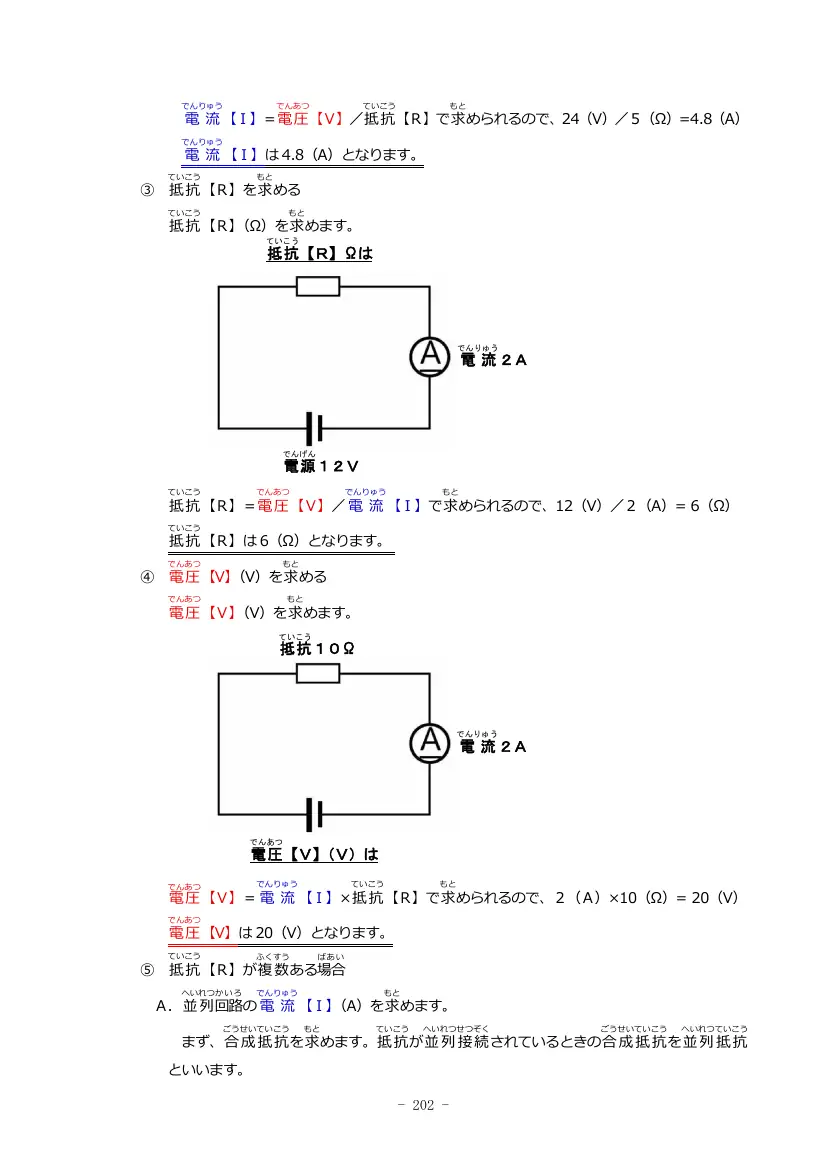 でんりゅう でんあつ ていこう もと
電流【I】=電圧【V】／抵抗【R】で求められるので、24（V）／5（Ω）=4.8（A）
でんりゅう
電流【I】は4.8（A）となります。
ていこう もと
③ 抵抗【R】を求める
ていこう もと
抵抗【R】（Ω）を求めます。
ていこう
抵抗【R】Ωは
でんりゅう
A 電流2A
でんげん
電源12V
ていこう でんあつ でんりゅう もと
抵抗【R】=電圧【V】／電流【I】で求められるので、12（V）／2（A）= 6（Ω）
ていこう
抵抗【R】は6（Ω）となります。
でんあつ もと
④ 電圧【V】（V）を求める
でんあつ もと
電圧【V】（V）を求めます。
ていこう
抵抗10Ω
でんりゅう
A 電流2A
でんあつ
電圧【V】（V）は
でんあつ でんりゅう ていこう もと
電圧【V】=電流【I】×抵抗【R】で求められるので、2（A）×10（Ω）= 20（V）
でんあつ
電圧【V】は20（V）となります。
ていこう ふくすう ばあい
⑤ 抵抗【R】が複数ある場合
へいれつかいろ でんりゅう もと
A．並列回路の電流【I】（A）を求めます。
ごうせいていこう もと ていこう へいれつせつぞく ごうせいていこう へいれつていこう
まず、合成抵抗を求めます。抵抗が並列接続されているときの合成抵抗を並列抵抗
といいます。
- 202 -